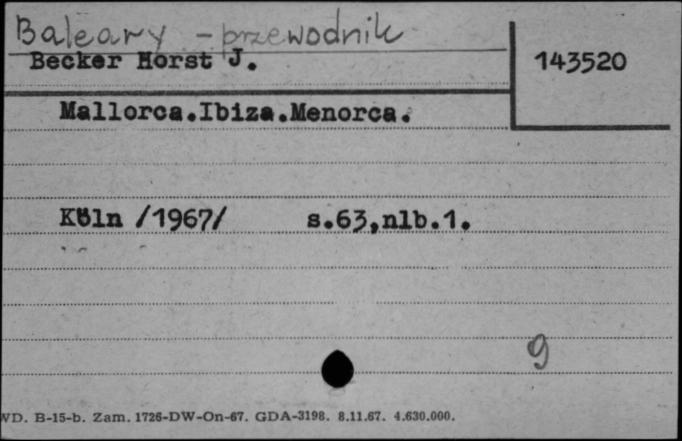 Baleary - przewodnik
Becker Horst J.
143520
Mallorca.Ibiza.Menorca.
Köln /1967/ s.63,nlb.1.
9
WD. B-15-b. Zam. 1726-DW-On-67. GDA-3198. 8.11.67. 4.630.000.